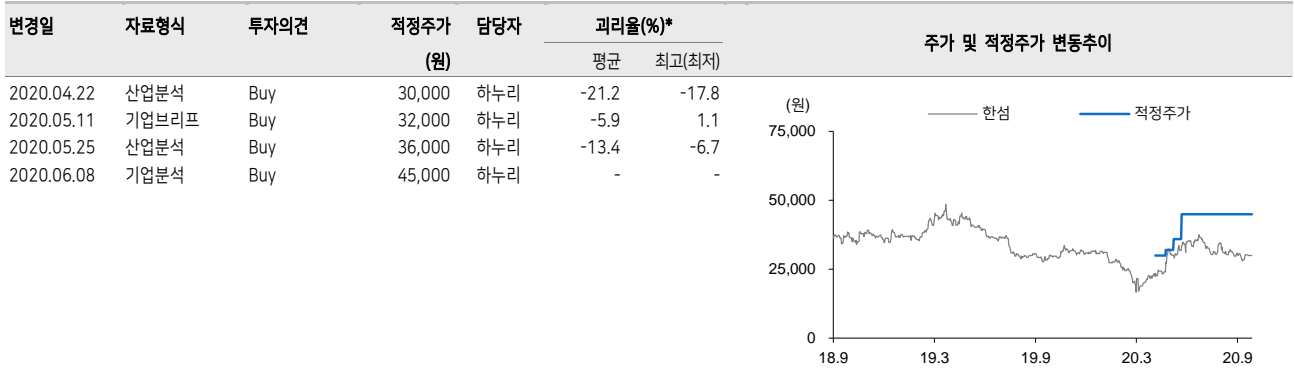 변경일 자료형식 투자의견 적정주가 담당자 괴리율(%)*
(원) 평균 최고(최저)
2020.04.22 산업분석 Buy 30,000 하누리 -21.2 -17.8
2020.05.11 기업브리프 Buy 32,000 하누리 -5.9 1.1
2020.05.25 산업분석 Buy 36,000 하누리 -13.4 -6.7
2020.06.08 기업분석 Buy 45,000 하누리 - -
주가 및 적정주가 변동추이
(원)
한섬 적정주가
75,000
50,000
25,000
0
18.9 19.3 19.9 20.3 20.9